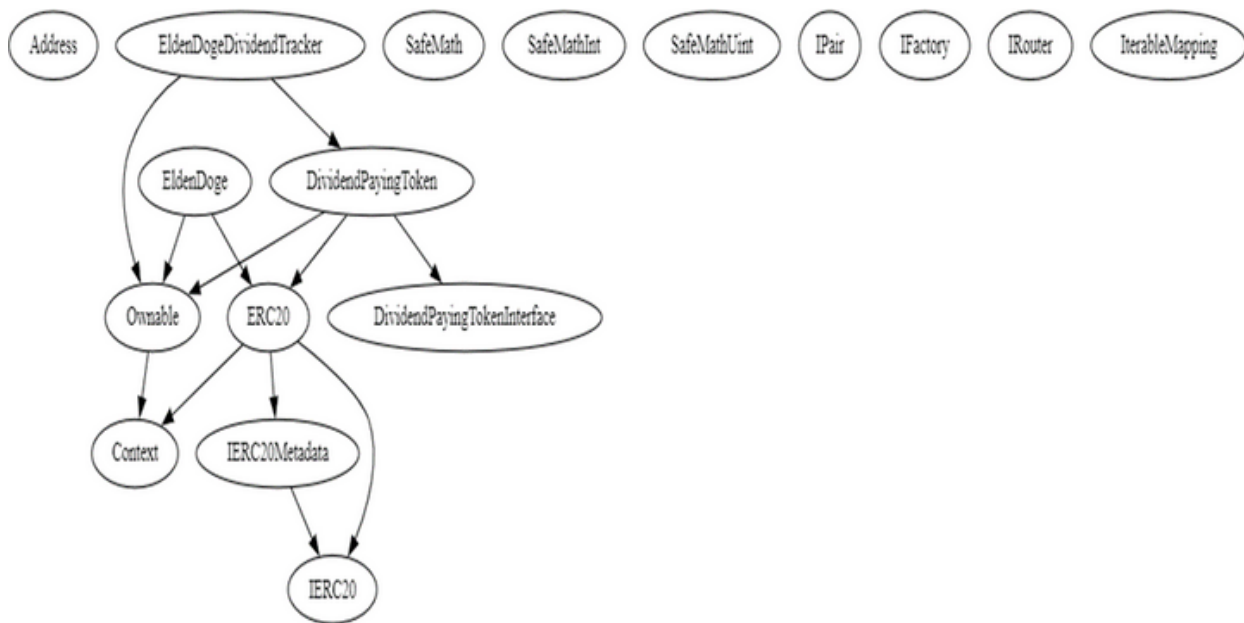 Address
EldenDogeDividendTracker
SafeMath
SafeMathInt
SafeMathUint
IPair
IFactory
IRouter
IterableMapping
EldenDoge
DividendPayingToken
Ownable
ERC20
DividendPayingTokenInterface
Context
IERC20Metadata
IERC20